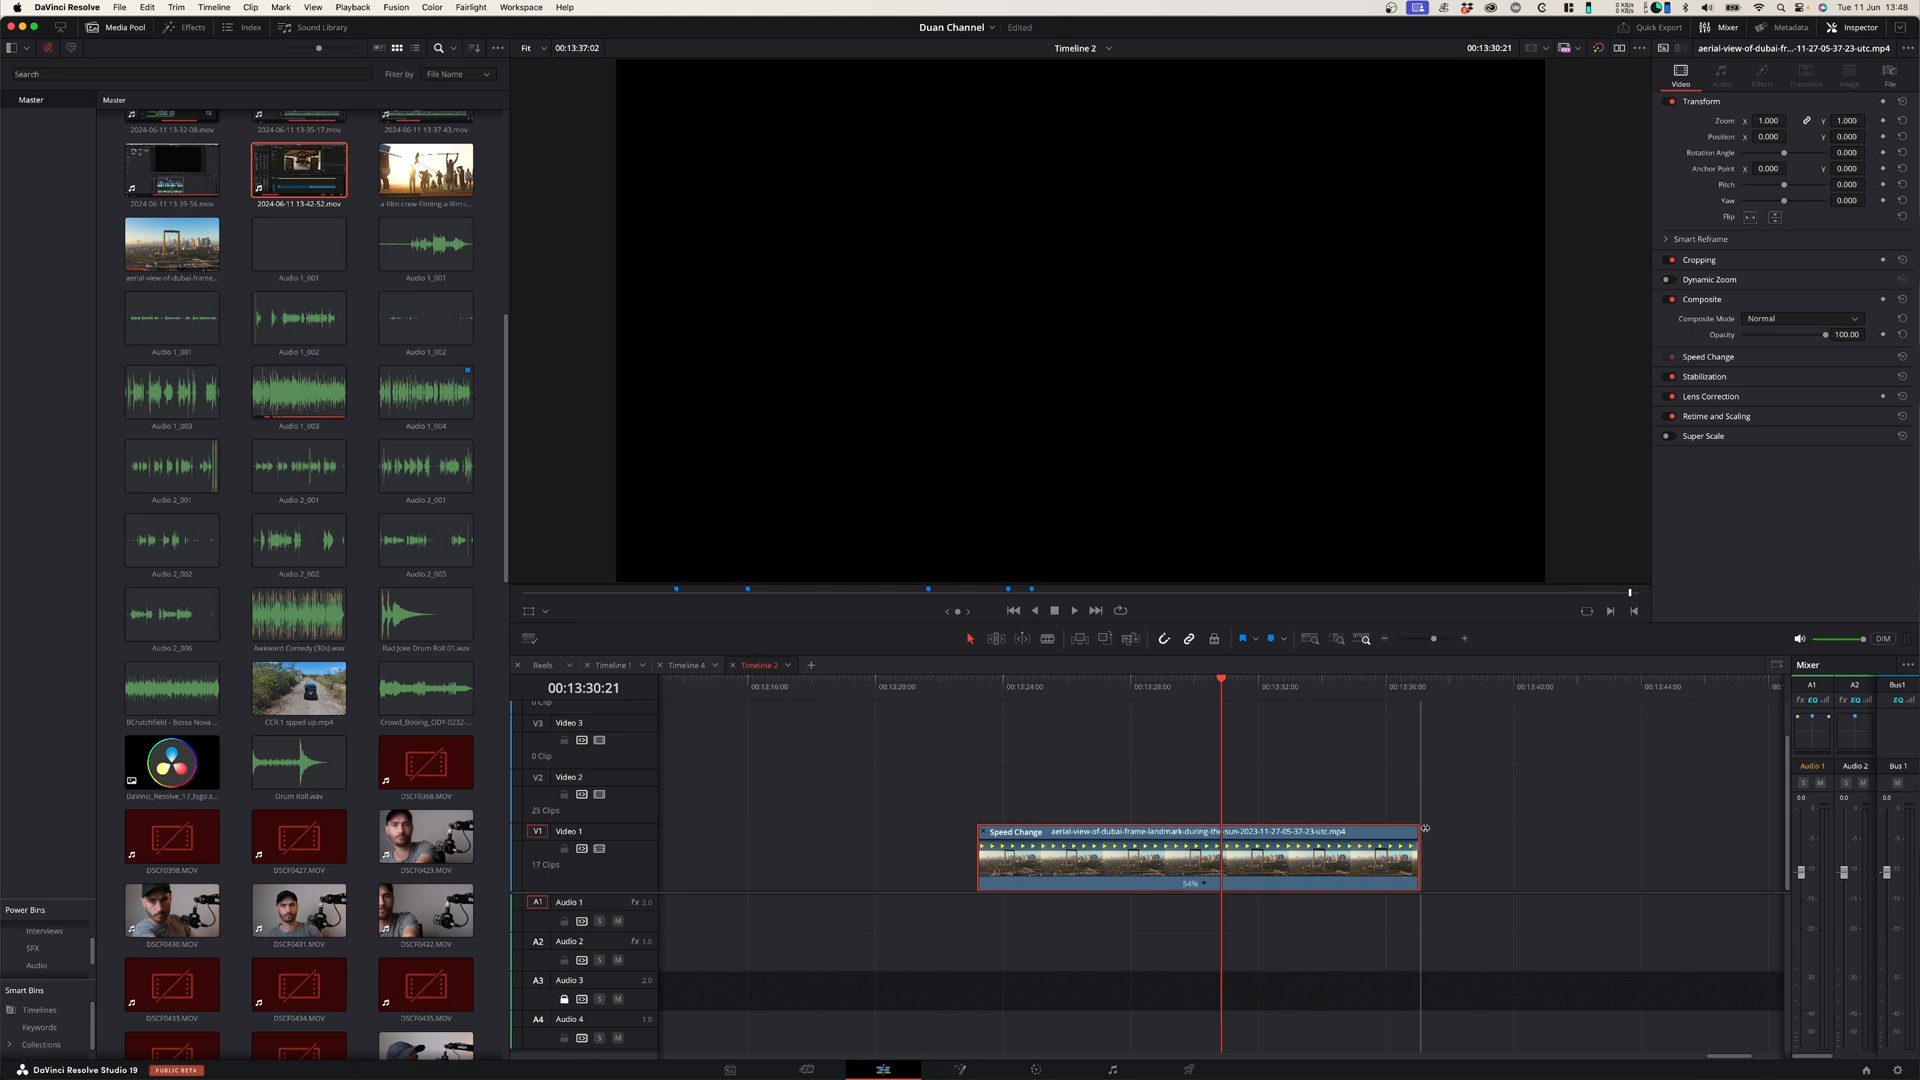 DaVinci Resolve File Edit Trim Timeline Clip Mark View Playback Fusion Color Fairlight Workspace Help
0 KB/s
0 KB/s
Tue 11 Jun 13:48
Media Pool Effects Index Sound Library
Duan Channel Edited
Quick Export Mixer Metadata Inspector
Fit 00:13:37:02 Timeline 2 00:13:30:21
aerial-view-of-dubai-fr...-11-27-05-37-23-utc.mp4
Search Filter by File Name
Master Master
2024-06-11 13-32-08.mov 2024-06-11 13-35-17.mov 2024-06-11 13-37-43.mov
2024-06-11 13-39-56.mov 2024-06-11 13-42-52.mov a-film-crew-filming-a-film-i...
aerial-view-of-dubai-frame... Audio 1_001 Audio 1_001
Audio 1_001 Audio 1_002 Audio 1_002
Audio 1_003 Audio 1_003 Audio 1_004
Audio 2_001 Audio 2_001 Audio 2_001
Audio 2_002 Audio 2_002 Audio 2_005
Audio 2_006 Awkward Comedy (30s).wav Bad Joke Drum Roll 01.wav
BCrutchfield - Bossa Nova ... CCR 1 spped up.mp4 Crowd_Booing_ODY-0232-...
DaVinci_Resolve_17_logo.s... Drum Roll.wav DSCF0368.MOV
DSCF0398.MOV DSCF0427.MOV DSCF0429.MOV
DSCF0430.MOV DSCF0431.MOV DSCF0432.MOV
DSCF0433.MOV DSCF0434.MOV DSCF0435.MOV
Power Bins
Interviews
SFX
Audio
Smart Bins
Timelines
Keywords
Collections
Video Audio Effects Transition Image File
Transform
Zoom X 1.000 Y 1.000
Position X 0.000 Y 0.000
Rotation Angle 0.000
Anchor Point X 0.000 Y 0.000
Pitch 0.000
Yaw 0.000
Flip
Smart Reframe
Cropping
Dynamic Zoom
Composite
Composite Mode Normal
Opacity 100.00
Speed Change
Stabilization
Lens Correction
Retime and Scaling
Super Scale
DIM
Reels Timeline 1 Timeline 4 Timeline 2
00:13:30:21
00:13:16:00 00:13:20:00 00:13:24:00 00:13:28:00 00:13:32:00 00:13:36:00 00:13:40:00 00:13:44:00 00:
0 Clip
V3 Video 3
0 Clip
V2 Video 2
25 Clips
V1 Video 1
17 Clips
Speed Change aerial-view-of-dubai-frame-landmark-during-the-sun-2023-11-27-05-37-23-utc.mp4
54%
A1 Audio 1 fx 2.0
S M
A2 Audio 2 fx 1.0
S M
A3 Audio 3 2.0
S M
A4 Audio 4 1.0
S M
Mixer
A1 A2 Bus1
fx EQ fx EQ EQ
Audio 1 Audio 2 Bus 1
S M S M M
0.0 0.0 0.0
DaVinci Resolve Studio 19 PUBLIC BETA